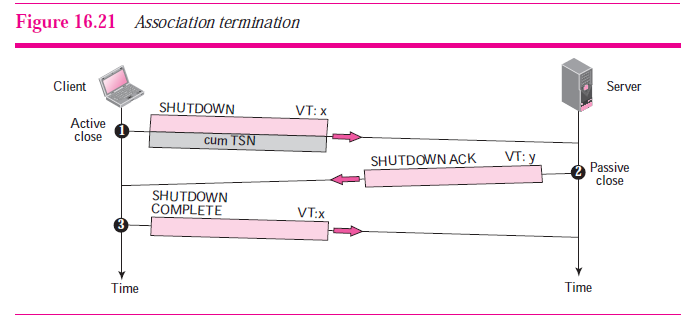 Figure 16.21 Association termination
Client
Server
SHUTDOWN VT: x
Active
close
1
cum TSN
SHUTDOWN ACK VT: y
2
Passive
close
SHUTDOWN
COMPLETE VT:x
3
Time
Time